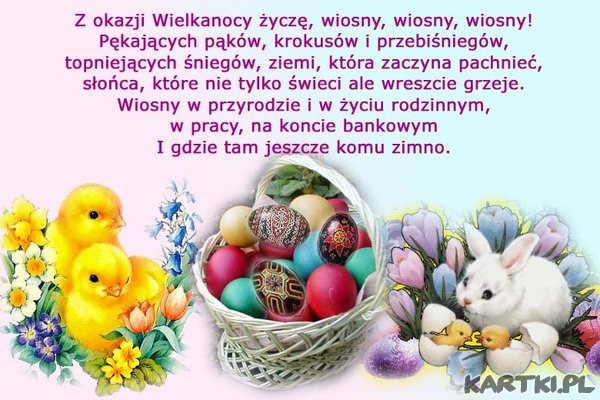 Z okazji Wielkanocy życzę, wiosny, wiosny, wiosny!
Pękających pąków, krokusów i przebiśniegów,
topniejących śniegów, ziemi, która zaczyna pachnieć,
słońca, które nie tylko świeci ale wreszcie grzeje.
Wiosny w przyrodzie i w życiu rodzinnym,
w pracy, na koncie bankowym
I gdzie tam jeszcze komu zimno.
KARTKI.PL